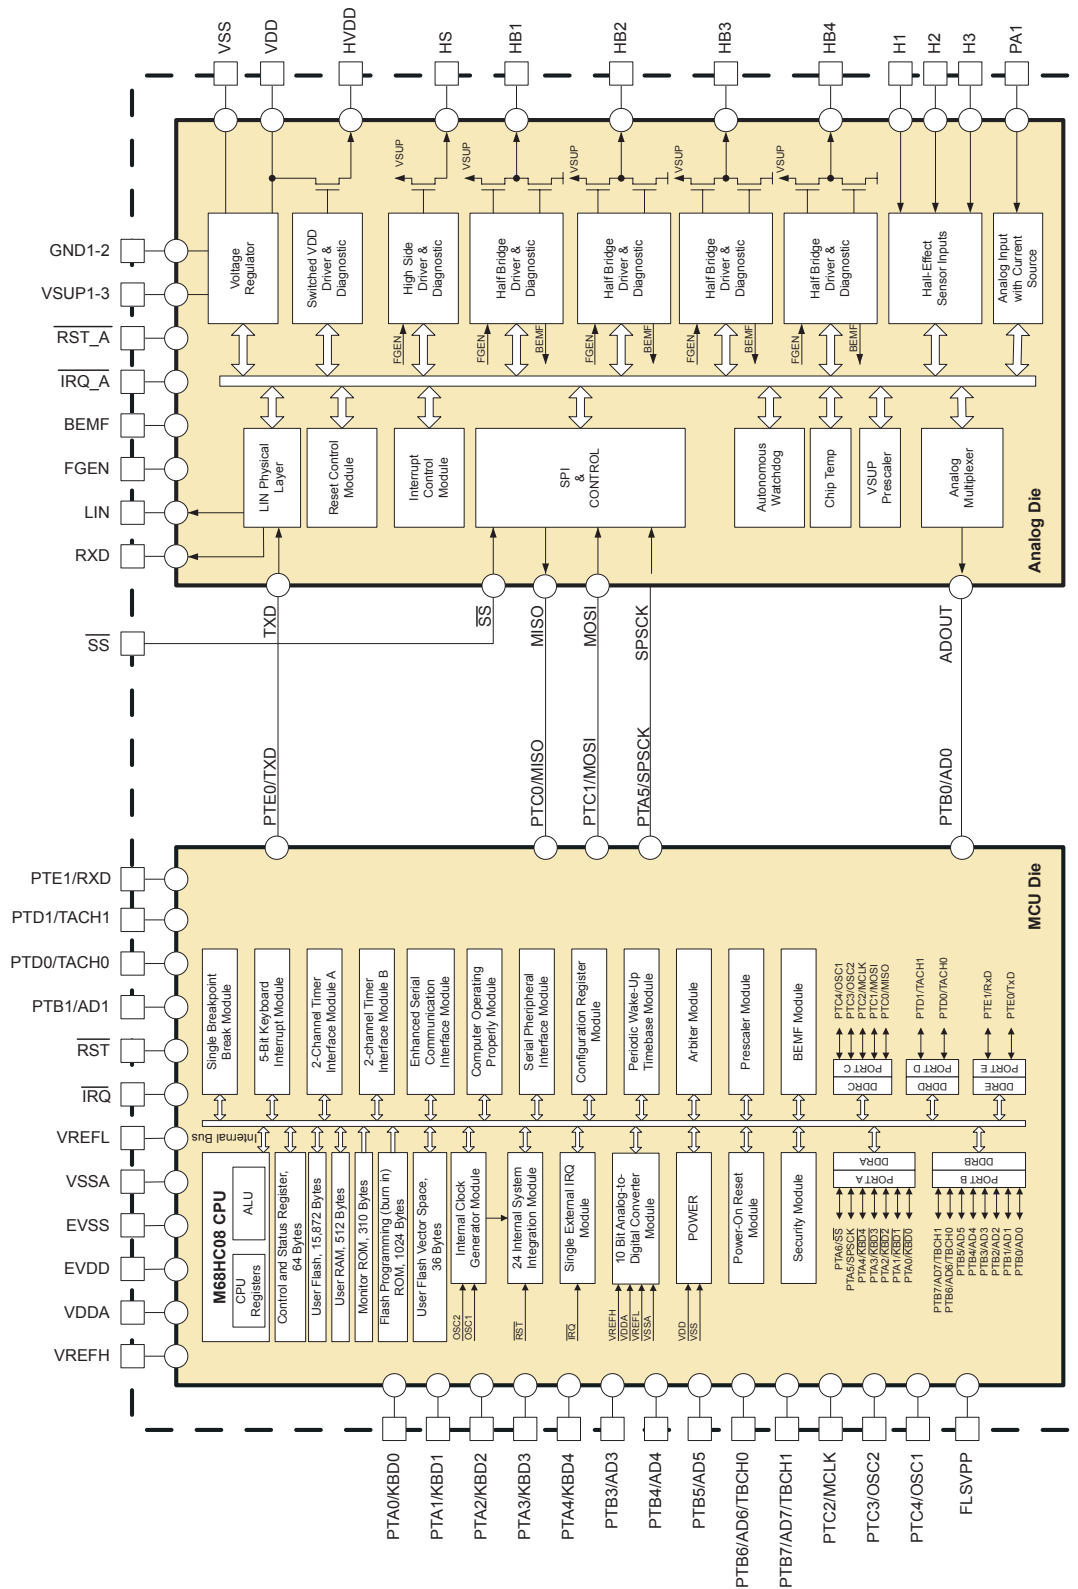 VSS
VDD
HVDD
HS
HB1
HB2
HB3
HB4
H1
H2
H3
PA1
GND1-2
VSUP1-3
RST_A
IRQ_A
BEMF
FGEN
LIN
RXD
SS
PTE1/RXD
PTD1/TACH1
PTD0/TACH0
PTB1/AD1
RST
IRQ
VREFL
VSSA
EVSS
EVDD
VDDA
VREFH
VSUP
VSUP
VSUP
VSUP
VSUP
Voltage
Regulator
Switched VDD
Driver &
Diagnostic
High Side
Driver &
Diagnostic
Half Bridge
Driver &
Diagnostic
Half Bridge
Driver &
Diagnostic
Half Bridge
Driver &
Diagnostic
Half Bridge
Driver &
Diagnostic
Hall-Effect
Sensor Inputs
Analog Input
with Current
Source
FGEN
FGEN
BEMF
FGEN
BEMF
FGEN
BEMF
FGEN
BEMF
LIN Physical
Layer
Reset Control
Module
Interrupt
Control
Module
SPI
&
CONTROL
Autonomous
Watchdog
Chip Temp
VSUP
Prescaler
Analog
Multiplexer
Analog Die
TXD
SS
MISO
MOSI
SPSCK
ADOUT
PTE0/TXD
PTC0/MISO
PTC1/MOSI
PTA5/SPSCK
PTB0/AD0
MCU Die
Single Breakpoint
Break Module
5-Bit Keyboard
Interrupt Module
2-Channel Timer
Interface Module A
2-channel Timer
Interface Module B
Enhanced Serial
Communication
Interface Module
Computer Operating
Properly Module
Serial Pheripheral
Interface Module
Configuration Register
Module
Periodic Wake-Up
Timebase Module
Arbiter Module
Prescaler Module
BEMF Module
PTC4/OSC1
PTC3/OSC2
PTC2/MCLK
PTC1/MOSI
PTC0/MISO
PORT C
DDRC
PTD1/TACH1
PTD0/TACH0
PORT D
DDRD
PTE1/RxD
PTE0/TxD
PORT E
DDRE
Internal Bus
M68HC08 CPU
ALU
CPU
Registers
Control and Status Register,
64 Bytes
User Flash, 15,872 Bytes
User RAM, 512 Bytes
Monitor ROM, 310 Bytes
Flash Programming (burn in)
ROM, 1024 Bytes
User Flash Vector Space,
36 Bytes
Internal Clock
Generator Module
24 Internal System
Integration Module
Single External IRQ
Module
10 Bit Analog-to-
Digital Converter
Module
POWER
Power-On Reset
Module
Security Module
DDRA
PORT A
DDRB
PORT B
OSC2
OSC1
RST
IRQ
VREFH
VDDA
VREFL
VSSA
VDD
VSS
PTA6/SS
PTA5/SPSCK
PTA4/KBD4
PTA3/KBD3
PTA2/KBD2
PTA1/KBD1
PTA0/KBD0
PTB7/AD7/TBCH1
PTB6/AD6/TBCH0
PTB5/AD5
PTB4/AD4
PTB3/AD3
PTB2/AD2
PTB1/AD1
PTB0/AD0
PTA0/KBD0
PTA1/KBD1
PTA2/KBD2
PTA3/KBD3
PTA4/KBD4
PTB3/AD3
PTB4/AD4
PTB5/AD5
PTB6/AD6/TBCH0
PTB7/AD7/TBCH1
PTC2/MCLK
PTC3/OSC2
PTC4/OSC1
FLSVPP